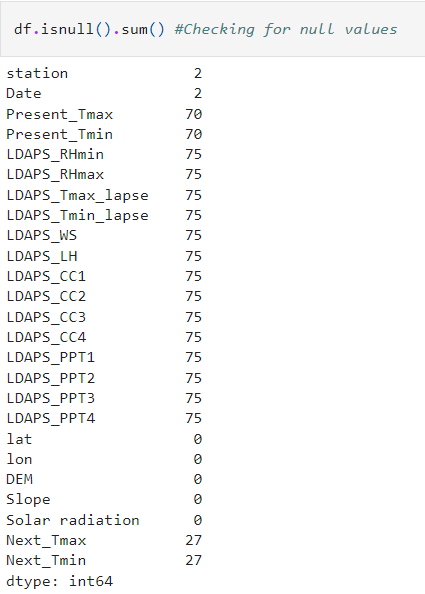 df.isnull().sum() #Checking for null values
station 2
Date 2
Present_Tmax 70
Present_Tmin 70
LDAPS_RHmin 75
LDAPS_RHmax 75
LDAPS_Tmax_lapse 75
LDAPS_Tmin_lapse 75
LDAPS_WS 75
LDAPS_LH 75
LDAPS_CC1 75
LDAPS_CC2 75
LDAPS_CC3 75
LDAPS_CC4 75
LDAPS_PPT1 75
LDAPS_PPT2 75
LDAPS_PPT3 75
LDAPS_PPT4 75
lat 0
lon 0
DEM 0
Slope 0
Solar radiation 0
Next_Tmax 27
Next_Tmin 27
dtype: int64